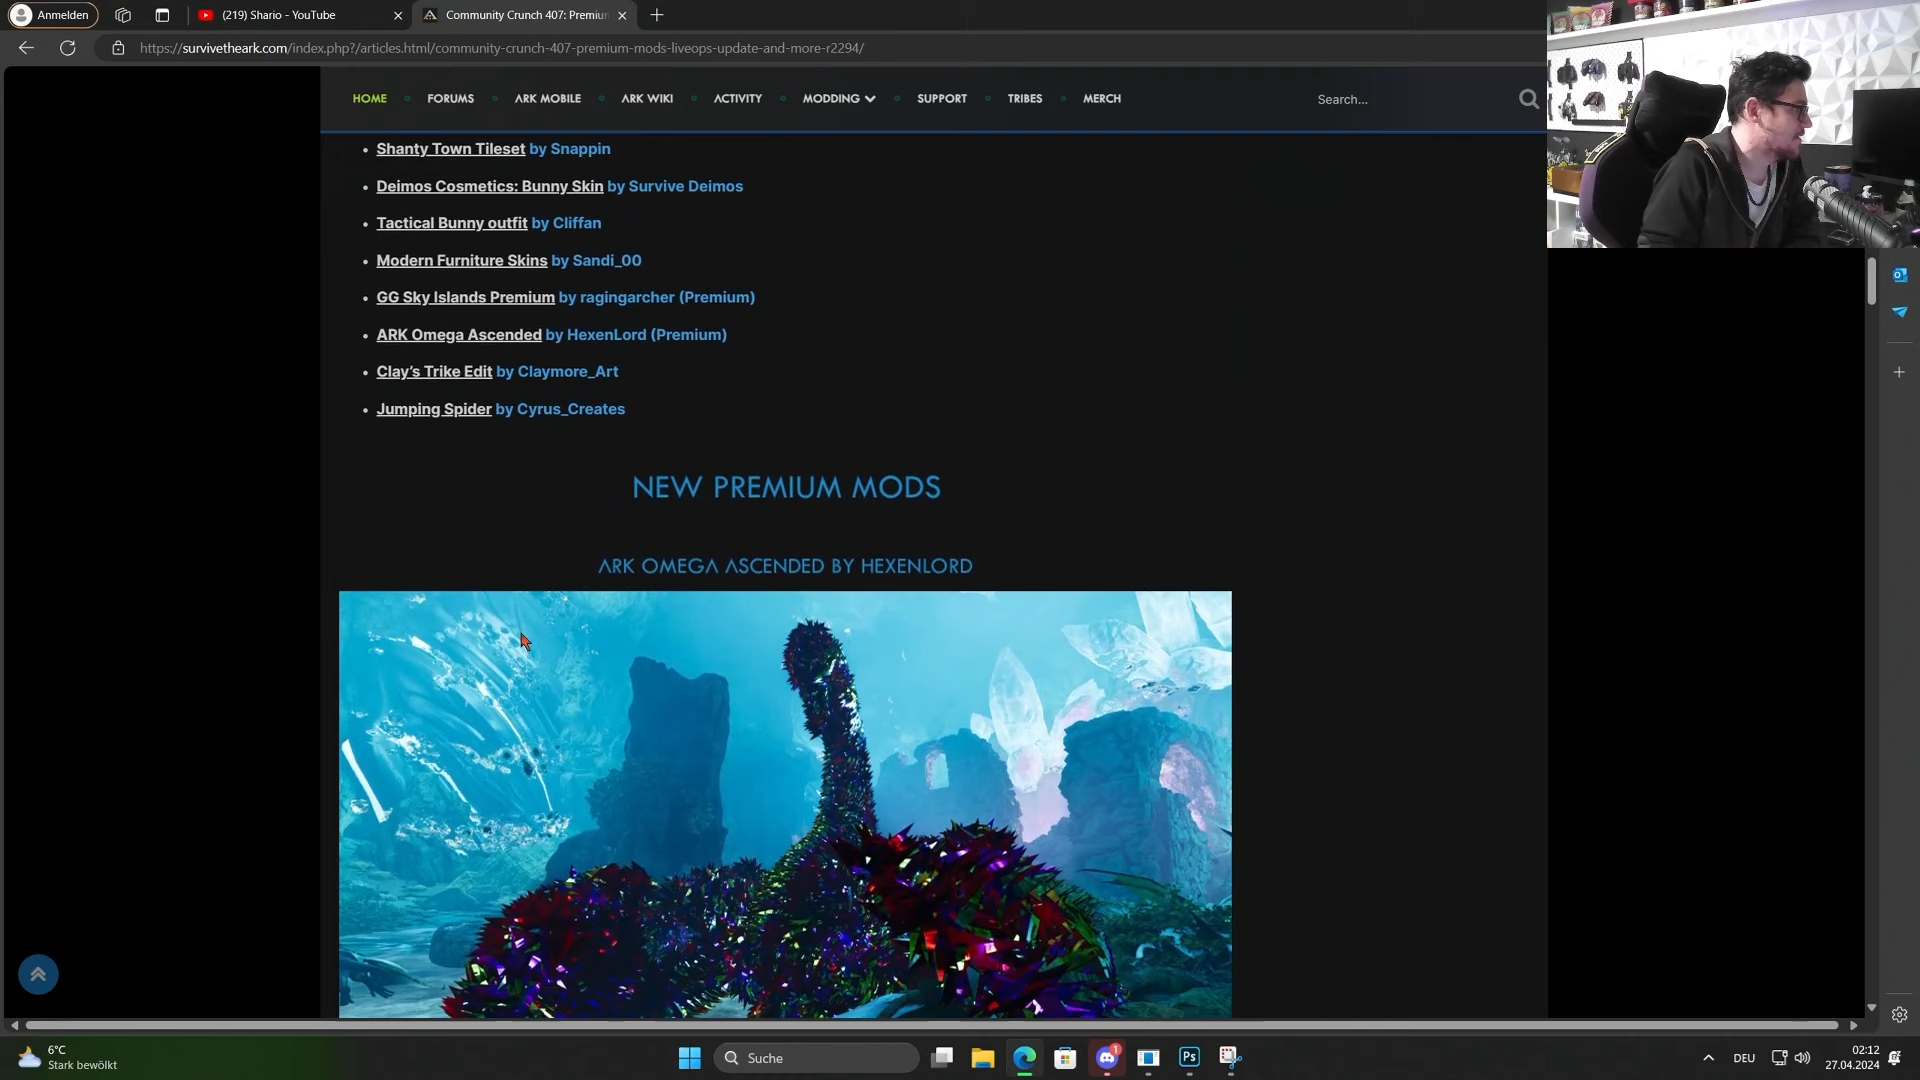 Anmelden
(219) Shario - YouTube
Community Crunch 407: Premium
https://survivetheark.com/index.php?/articles.html/community-crunch-407-premium-mods-liveops-update-and-more-r2294/
HOME FORUMS ARK MOBILE ARK WIKI ACTIVITY MODDING SUPPORT TRIBES MERCH Search...
Shanty Town Tileset by Snappin
Deimos Cosmetics: Bunny Skin by Survive Deimos
Tactical Bunny outfit by Cliffan
Modern Furniture Skins by Sandi_00
GG Sky Islands Premium by ragingarcher (Premium)
ARK Omega Ascended by HexenLord (Premium)
Clay's Trike Edit by Claymore_Art
Jumping Spider by Cyrus_Creates
NEW PREMIUM MODS
ARK OMEGA ASCENDED BY HEXENLORD
6°C
Stark bewölkt
Suche
1
Ps
DEU
02:12
27.04.2024